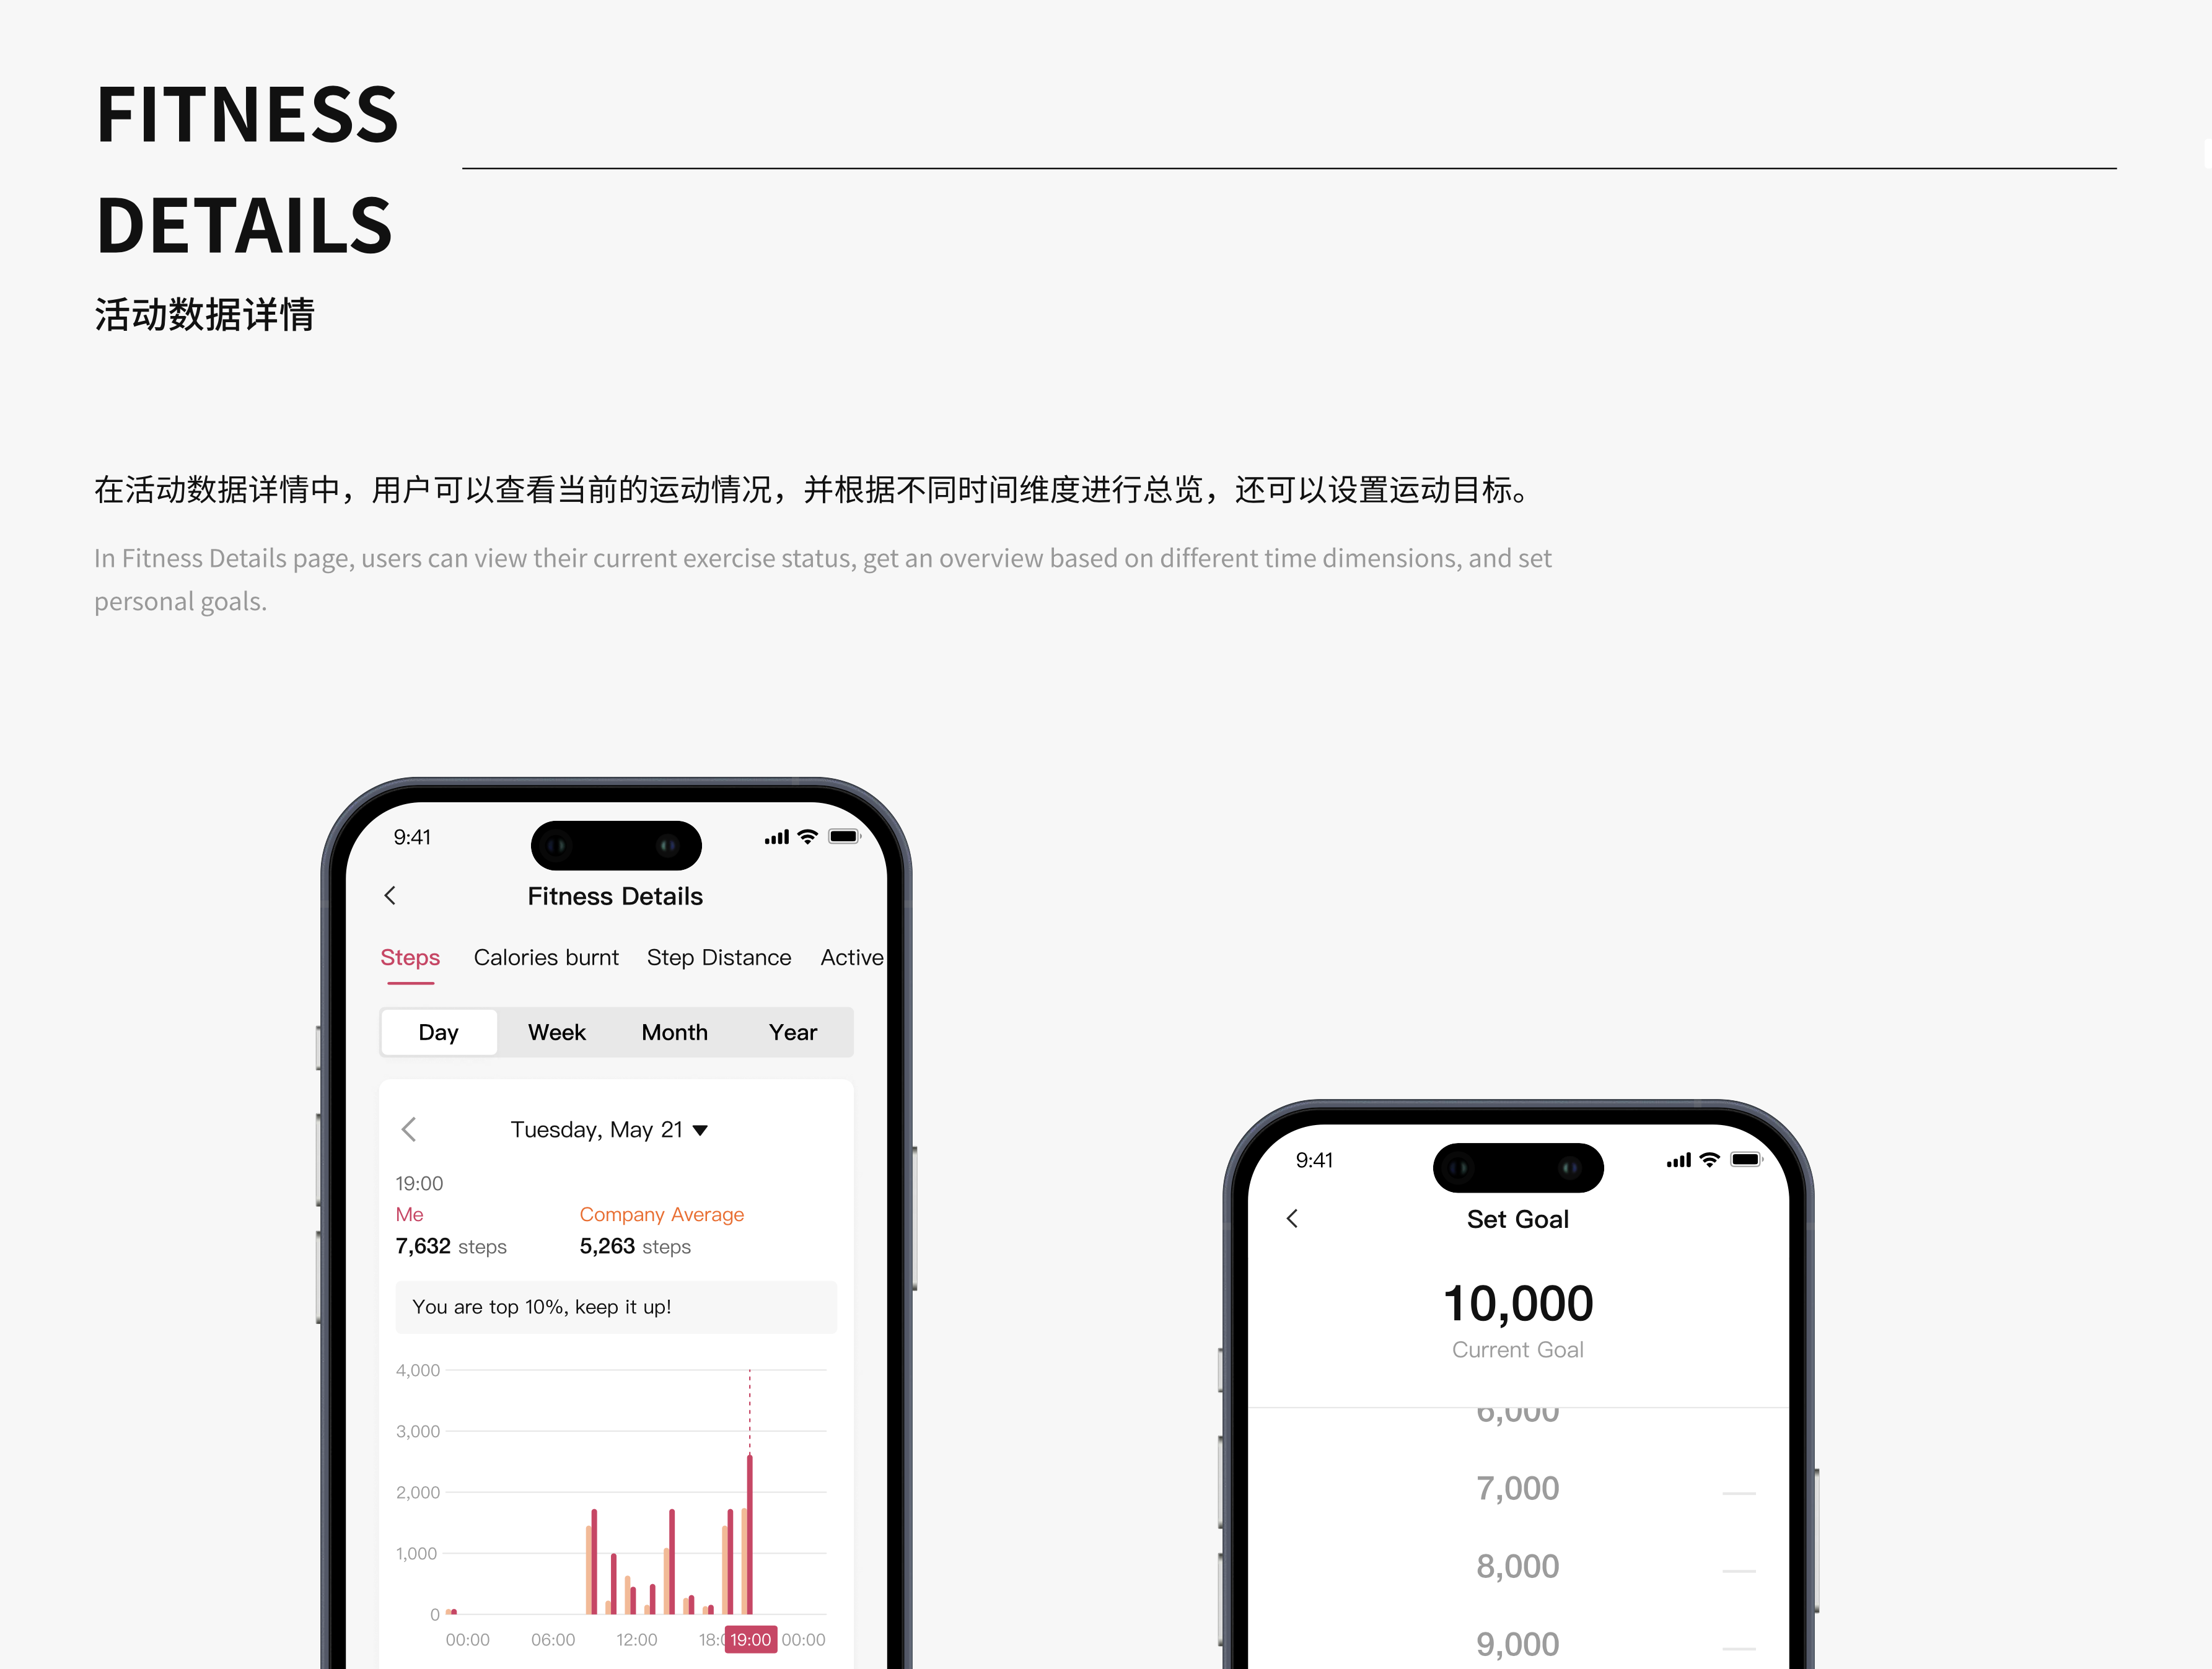 FITNESS
DETAILS
活动数据详情
在活动数据详情中，用户可以查看当前的运动情况，并根据不同时间维度进行总览，还可以设置运动目标。
In Fitness Details page, users can view their current exercise status, get an overview based on different time dimensions, and set
personal goals.
9:41
Fitness Details
Steps Calories burnt Step Distance Active
Day Week Month Year
Tuesday, May 21
19:00
Me Company Average
7,632 steps 5,263 steps
You are top 10%, keep it up!
4,000
3,000
2,000
1,000
0
00:00 06:00 12:00 18:0 19:00 00:00
9:41
Set Goal
10,000
Current Goal
6,000
7,000
8,000
9,000